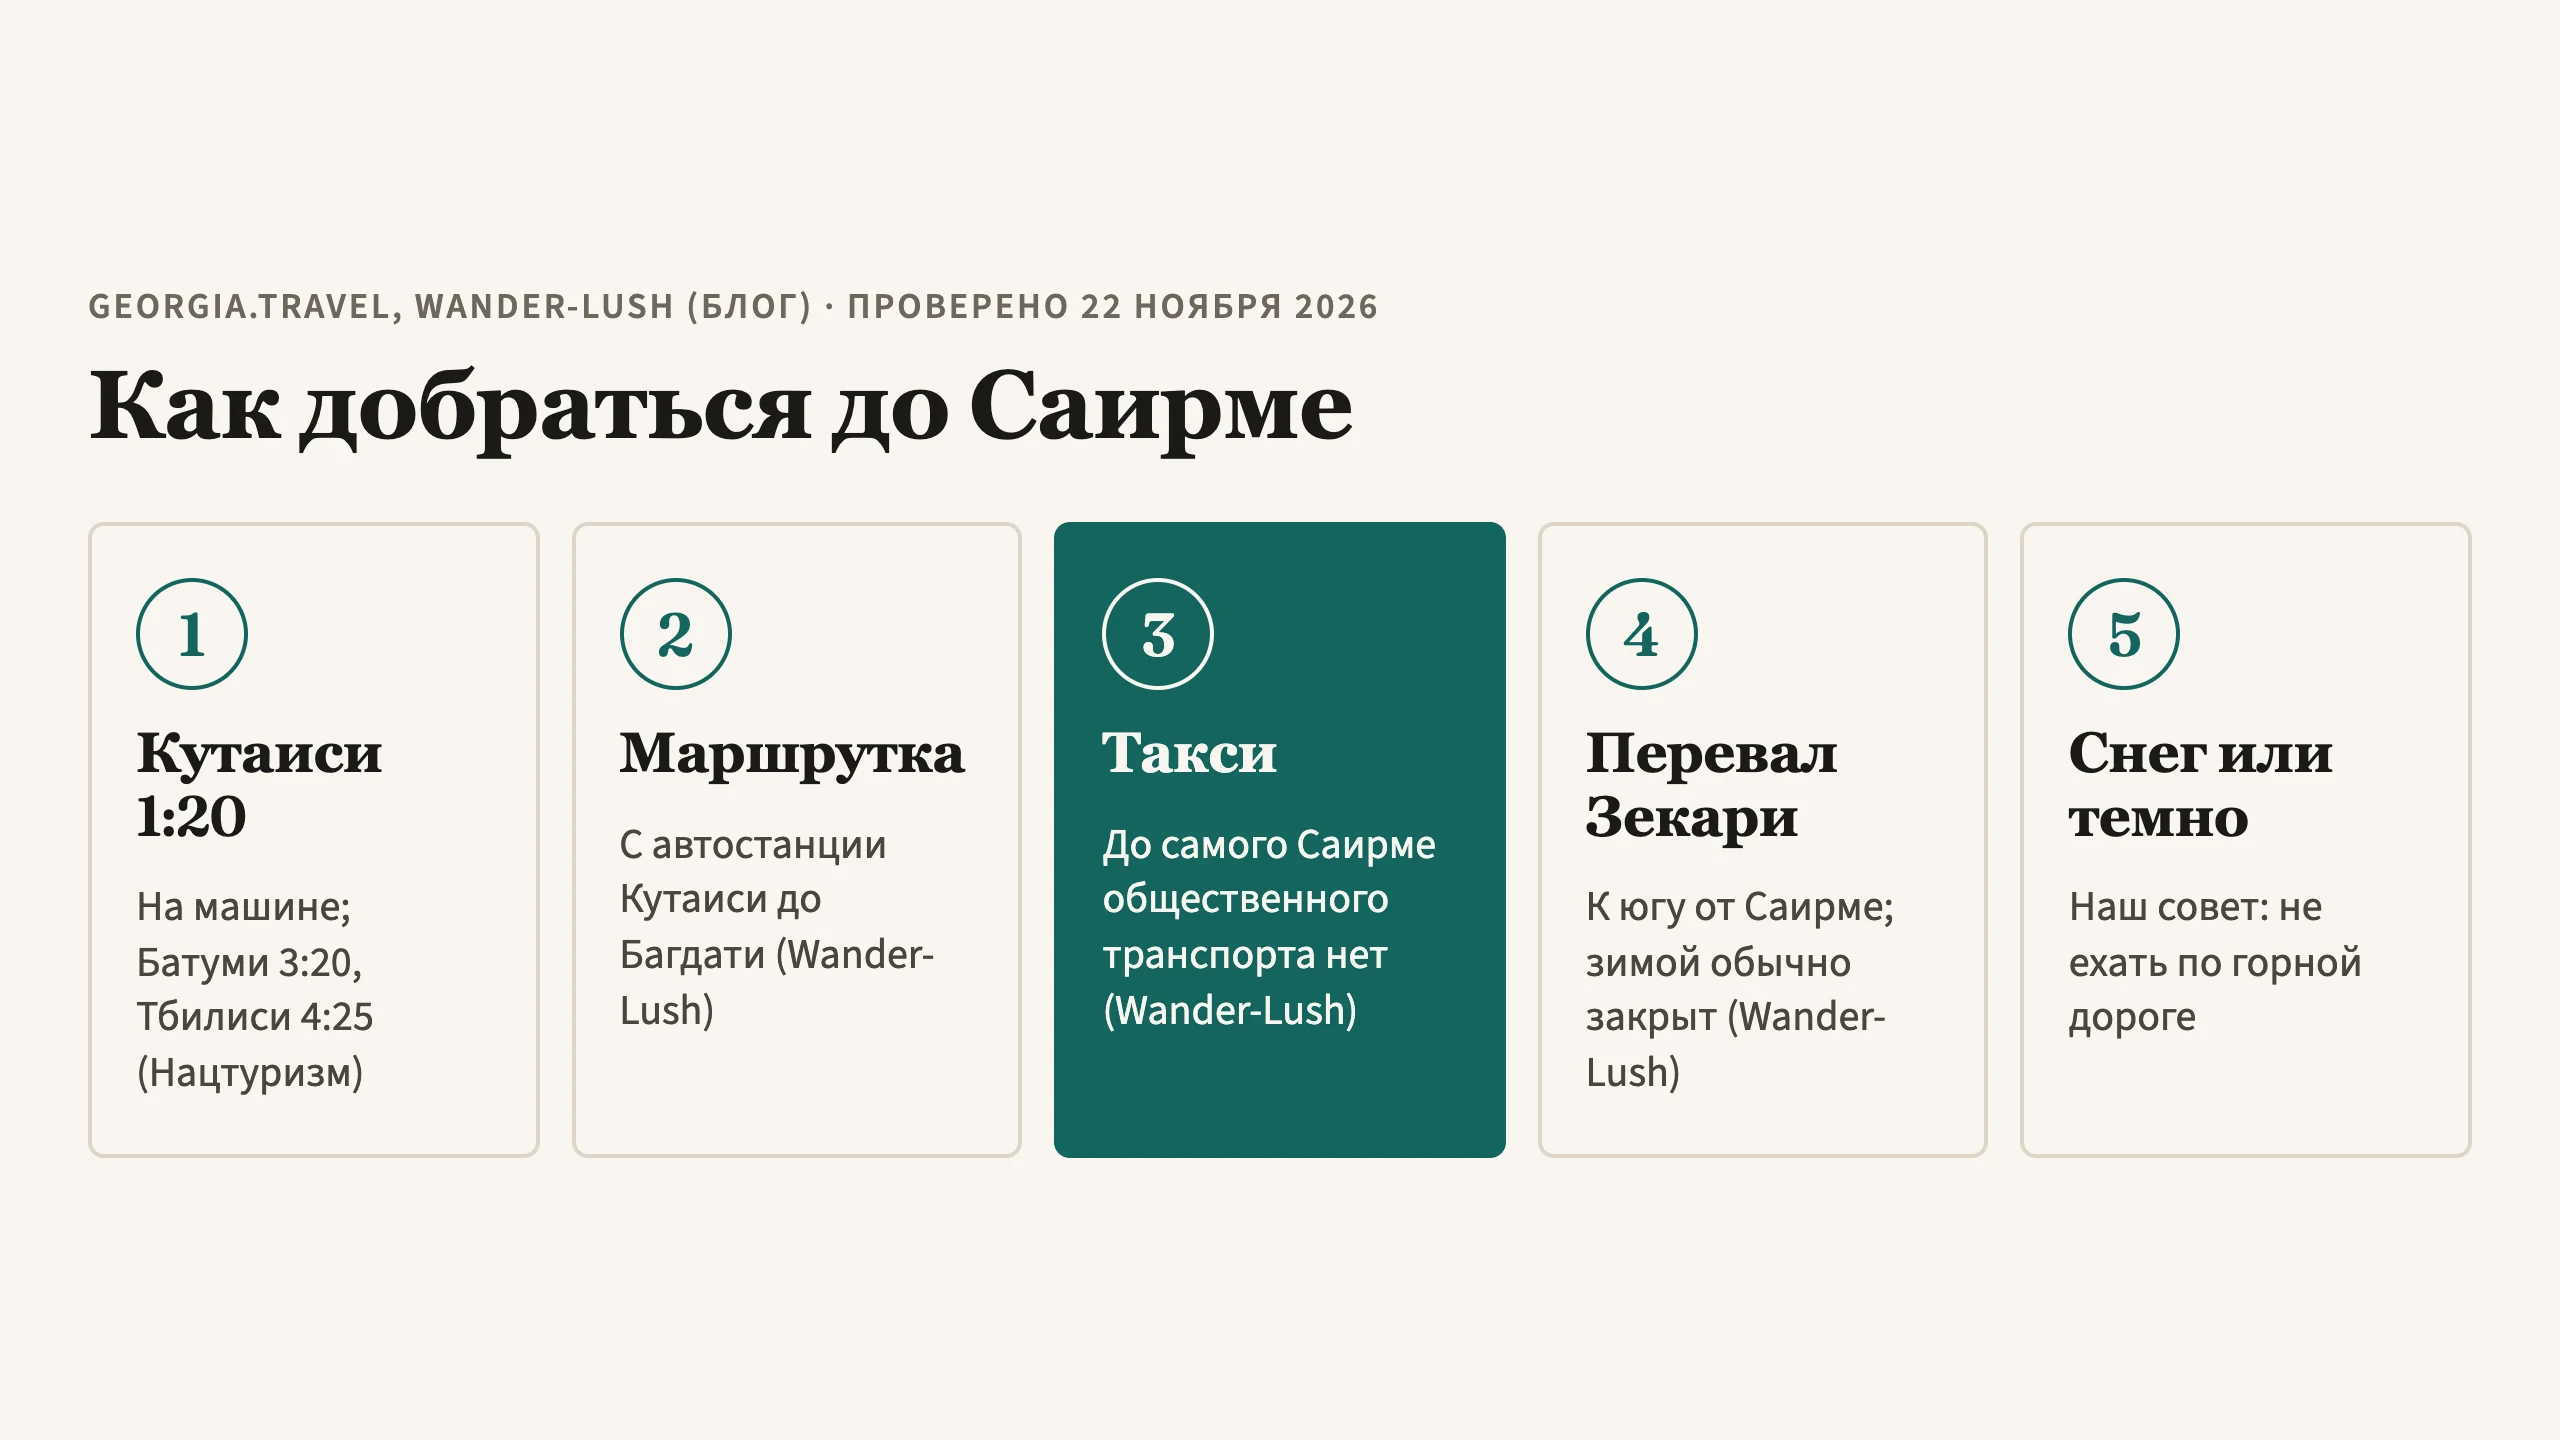 GEORGIA.TRAVEL, WANDER-LUSH (БЛОГ) · ПРОВЕРЕНО 22 НОЯБРЯ 2026
Как добраться до Саирме
1
Кутаиси
1:20
На машине;
Батуми 3:20,
Тбилиси 4:25
(Нацтуризм)
2
Маршрутка
С автостанции
Кутаиси до
Багдати (Wander-
Lush)
3
Такси
До самого Саирме
общественного
транспорта нет
(Wander-Lush)
4
Перевал
Зекари
К югу от Саирме;
зимой обычно
закрыт (Wander-
Lush)
5
Снег или
темно
Наш совет: не
ехать по горной
дороге